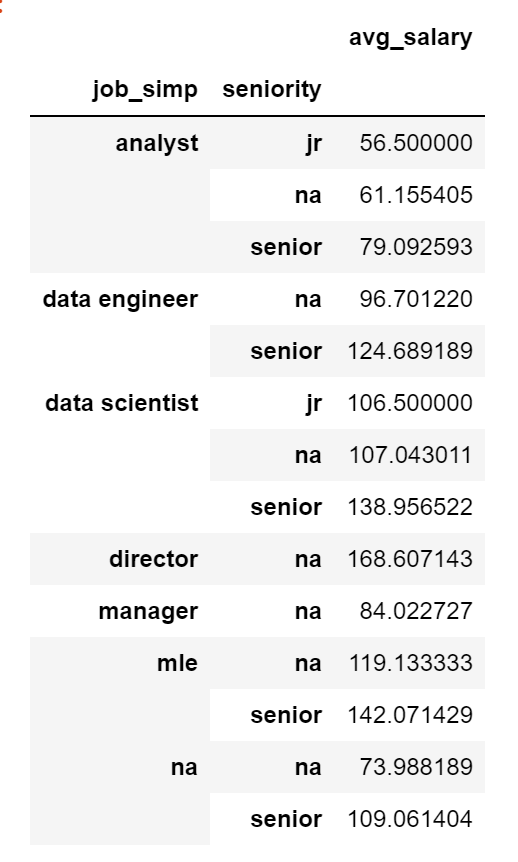 avg_salary
job_simp seniority
analyst jr 56.500000
na 61.155405
senior 79.092593
data engineer na 96.701220
senior 124.689189
data scientist jr 106.500000
na 107.043011
senior 138.956522
director na 168.607143
manager na 84.022727
mle na 119.133333
senior 142.071429
na na 73.988189
senior 109.061404